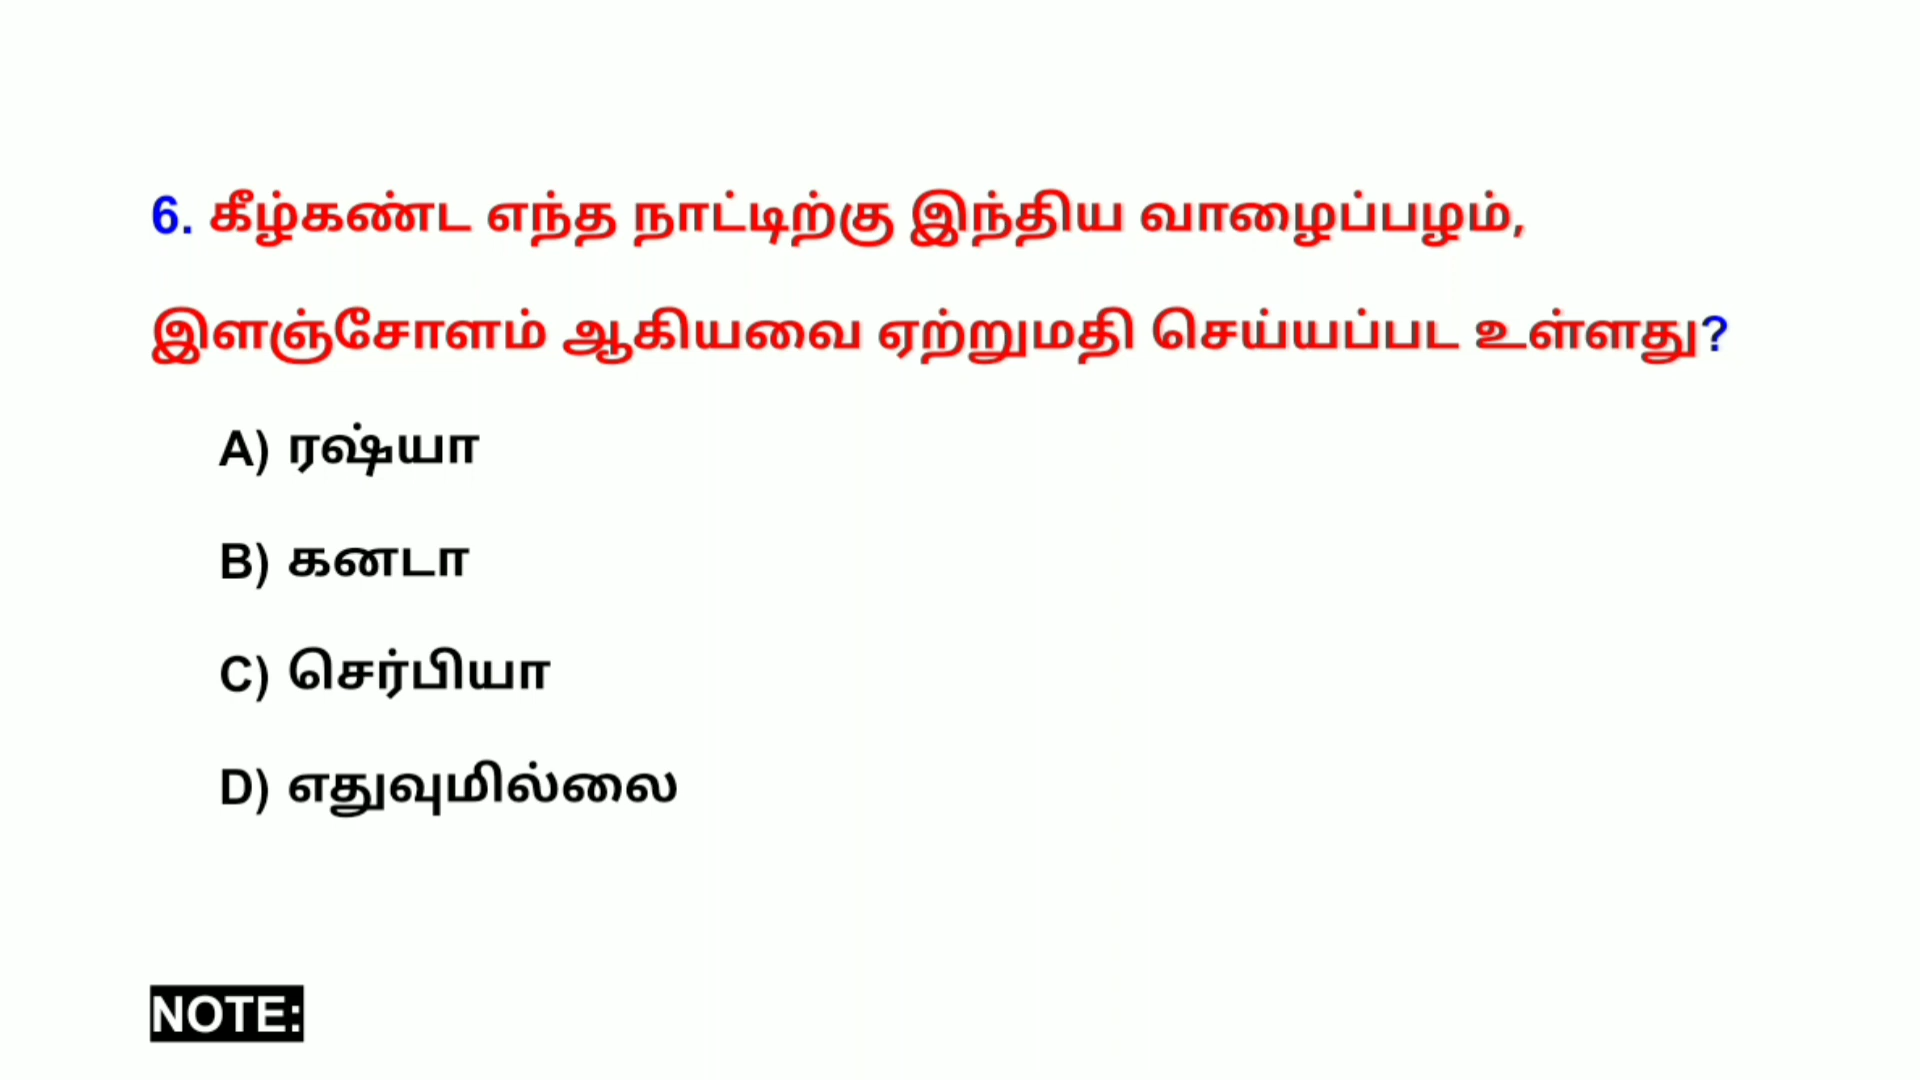 6. கீழ்கண்ட எந்த நாட்டிற்கு இந்திய வாழைப்பழம்,
இளஞ்சோளம் ஆகியவை ஏற்றுமதி செய்யப்பட உள்ளது?
A) ரஷ்யா
B) கனடா
C) செர்பியா
D) எதுவுமில்லை
NOTE: